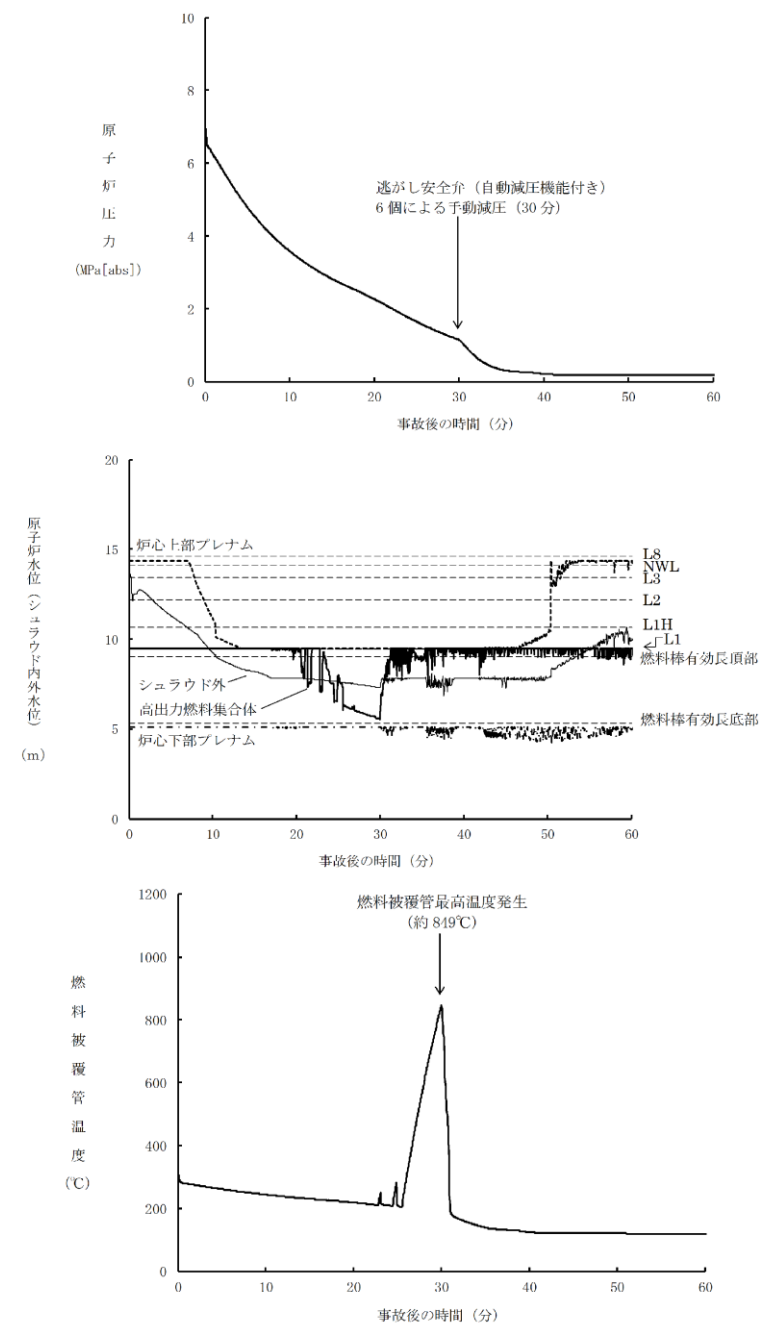 10
8
6
4
2
0
原子炉圧力
(MPa[abs])
逃がし安全弁（自動減圧機能付き）
6 個による手動減圧（30 分）
0 10 20 30 40 50 60
事故後の時間（分）
20
15
10
5
0
原子炉水位（シュラウド内外水位）
（m）
炉心上部プレナム
シュラウド外
高出力燃料集合体
炉心下部プレナム
L8
NWL
L3
L2
L1H
L1
燃料棒有効長頂部
燃料棒有効長底部
0 10 20 30 40 50 60
事故後の時間（分）
1200
1000
800
600
400
200
0
燃料被覆管温度
(℃)
燃料被覆管最高温度発生
（約 849℃）
0 10 20 30 40 50 60
事故後の時間（分）